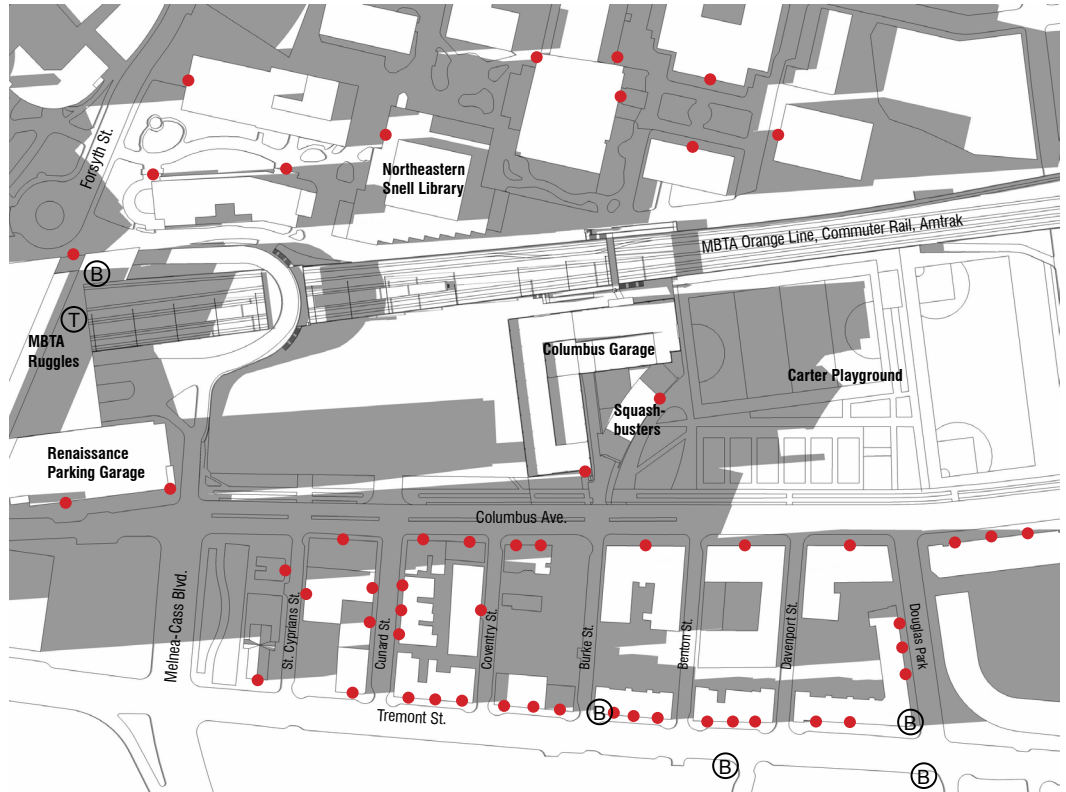 Forsyth St.
Northeastern
Snell Library
MBTA Orange Line, Commuter Rail, Amtrak
B
T
MBTA
Ruggles
Columbus Garage
Carter Playground
Squash-
busters
Renaissance
Parking Garage
Columbus Ave.
Melnea-Cass Blvd.
St. Cyprians St.
Cunard St.
Coventry St.
Burke St.
Benton St.
Davenport St.
Douglas Park
Tremont St.
B
B
B
B